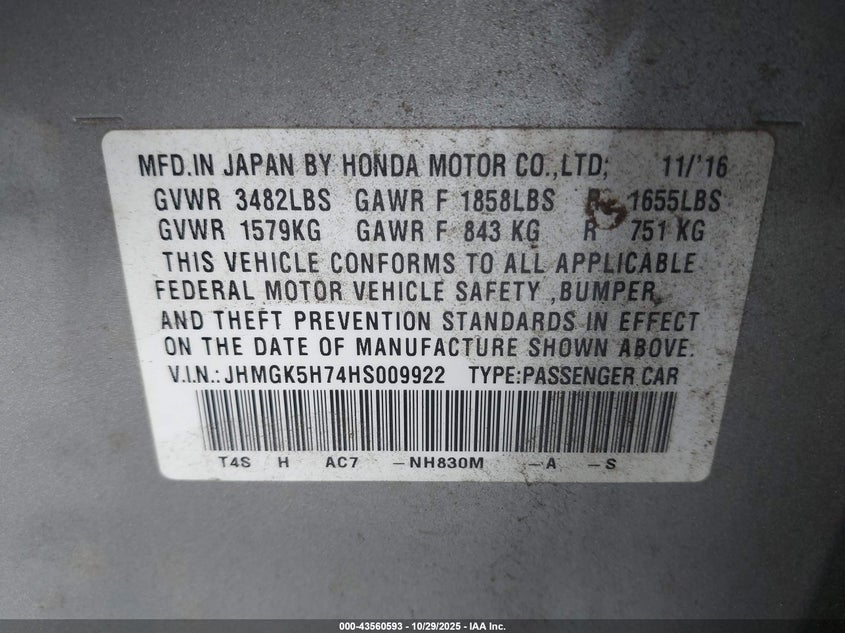 MFD.IN JAPAN BY HONDA MOTOR CO.,LTD; 11/'16
GVWR 3482LBS GAWR F 1858LBS R 1655LBS
GVWR 1579KG GAWR F 843 KG R 751 KG
THIS VEHICLE CONFORMS TO ALL APPLICABLE
FEDERAL MOTOR VEHICLE SAFETY ,BUMPER,
AND THEFT PREVENTION STANDARDS IN EFFECT
ON THE DATE OF MANUFACTURE SHOWN ABOVE.
V.I.N.: JHMGK5H74HS009922 TYPE:PASSENGER CAR
T4S H AC7 -NH830M -A -S
000-43560593 - 10/29/2025 - IAA Inc.